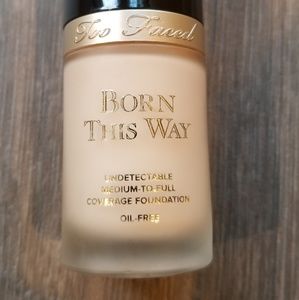 Too Faced
BORN
THIS WAY
UNDETECTABLE
MEDIUM-TO-FULL
COVERAGE FOUNDATION
OIL-FREE